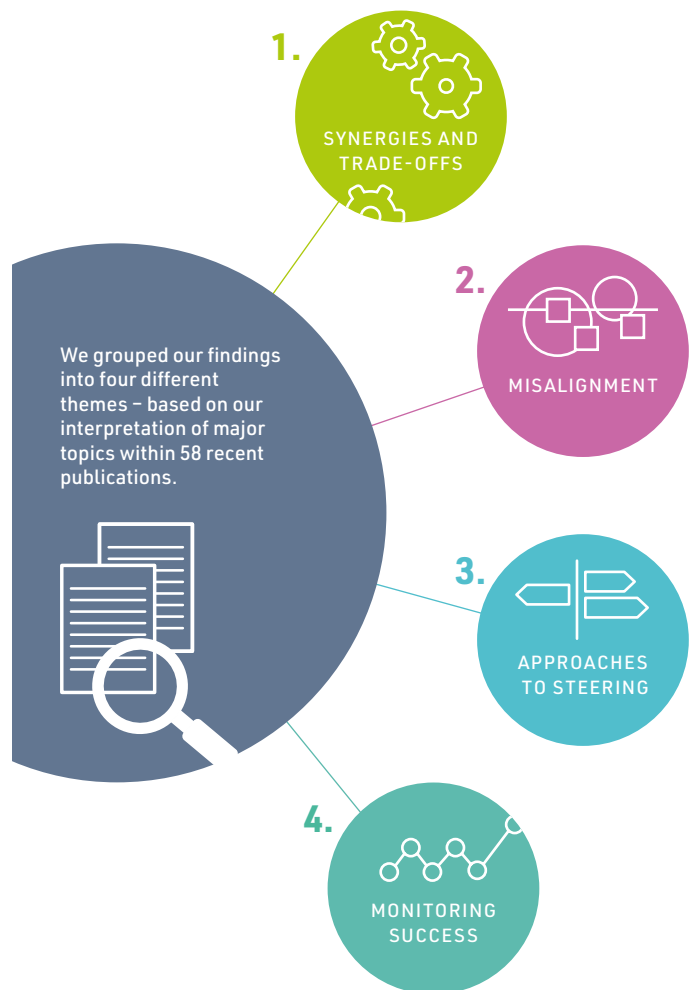 1.
SYNERGIES AND
TRADE-OFFS
2.
MISALIGNMENT
We grouped our findings
into four different
themes – based on our
interpretation of major
topics within 58 recent
publications.
3.
APPROACHES
TO STEERING
4.
MONITORING
SUCCESS